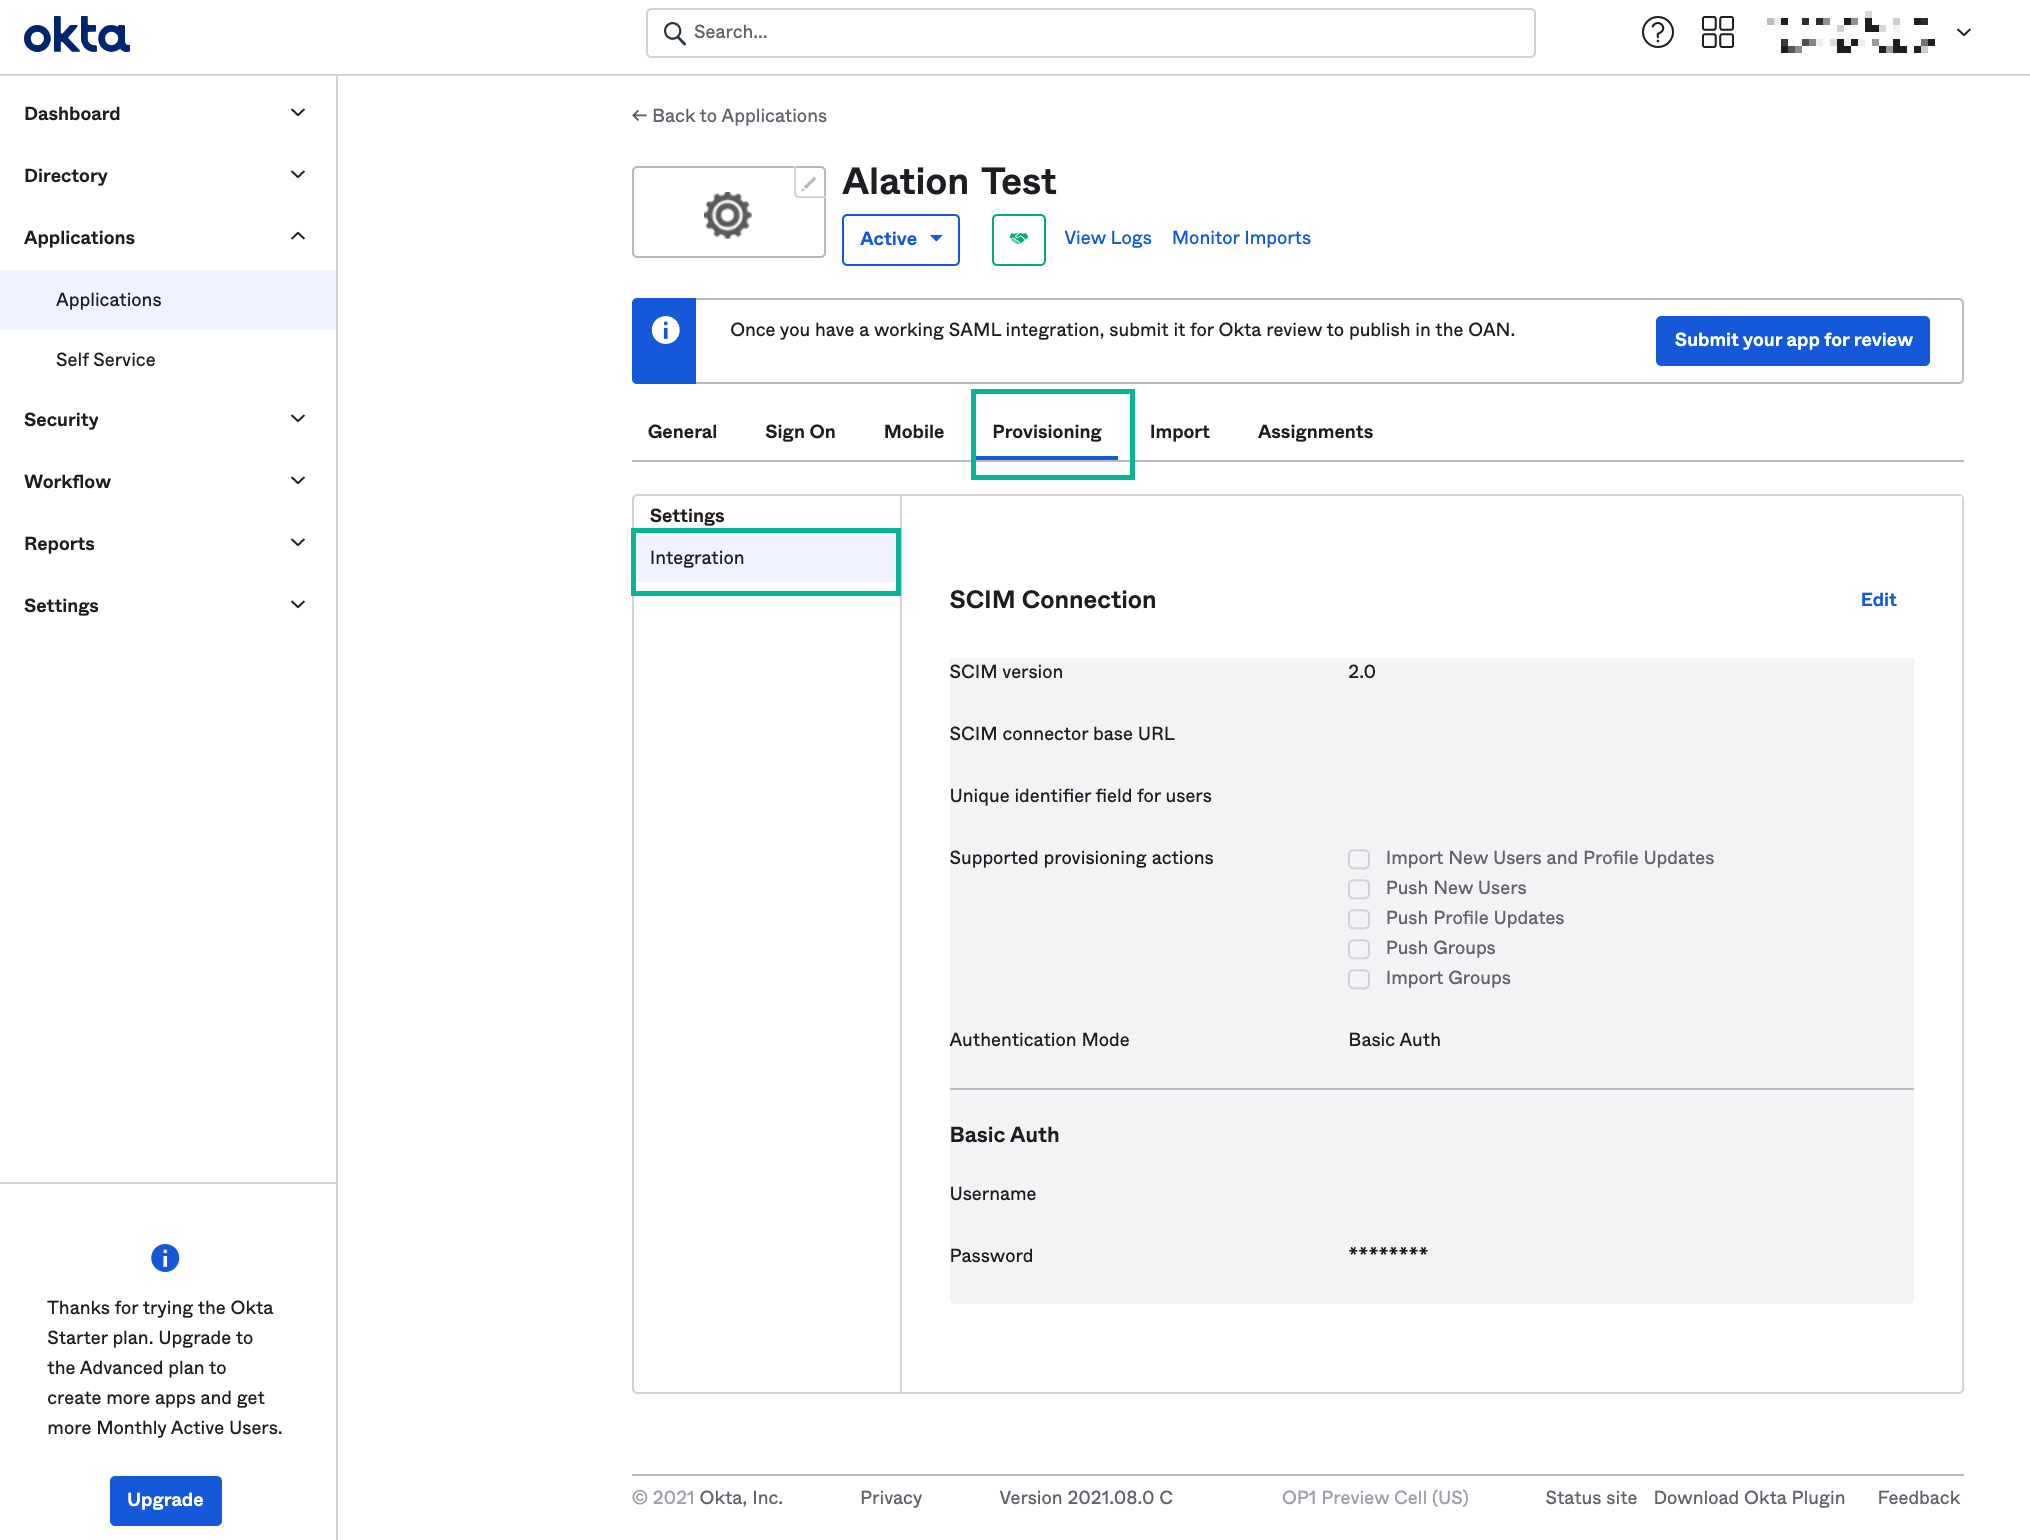 okta
Search...
Dashboard
Directory
Applications
Applications
Self Service
Security
Workflow
Reports
Settings
Thanks for trying the Okta
Starter plan. Upgrade to
the Advanced plan to
create more apps and get
more Monthly Active Users.
Upgrade
← Back to Applications
Alation Test
Active
View Logs
Monitor Imports
Once you have a working SAML integration, submit it for Okta review to publish in the OAN.
Submit your app for review
General Sign On Mobile Provisioning Import Assignments
Settings
Integration
SCIM Connection
Edit
SCIM version 2.0
SCIM connector base URL
Unique identifier field for users
Supported provisioning actions
Import New Users and Profile Updates
Push New Users
Push Profile Updates
Push Groups
Import Groups
Authentication Mode Basic Auth
Basic Auth
Username
Password ********
© 2021 Okta, Inc. Privacy Version 2021.08.0 C OP1 Preview Cell (US) Status site Download Okta Plugin Feedback